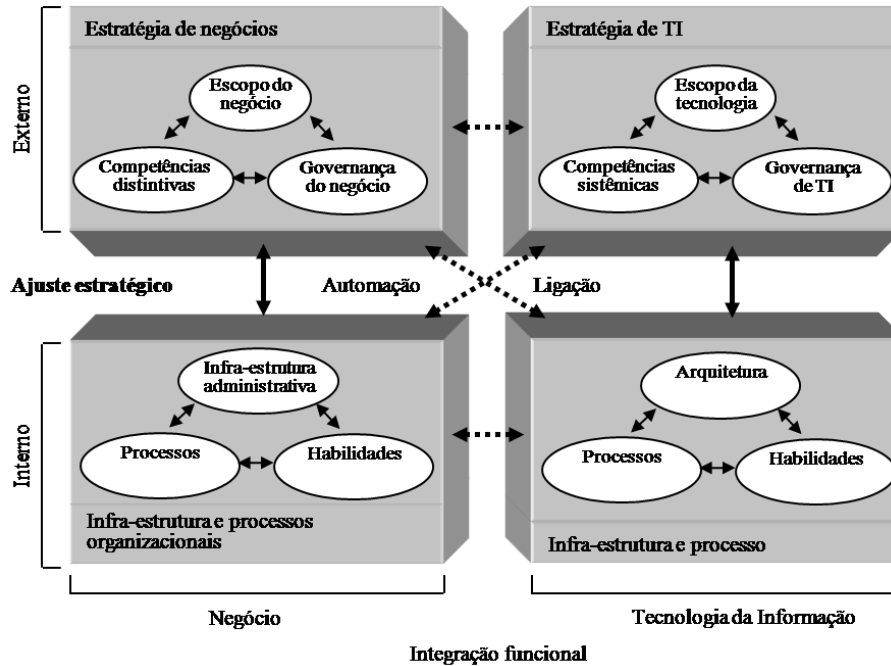 Estratégia de negócios
Estratégia de TI
Externo
Escopo do
negócio
Competências
distintivas
Governança
do negócio
Escopo da
tecnologia
Competências
sistêmicas
Governança
de TI
Ajuste estratégico
Automação
Ligação
Interno
Infra-estrutura
administrativa
Processos
Habilidades
Infra-estrutura e processos
organizacionais
Arquitetura
Processos
Habilidades
Infra-estrutura e processo
Negócio
Tecnologia da Informação
Integração funcional